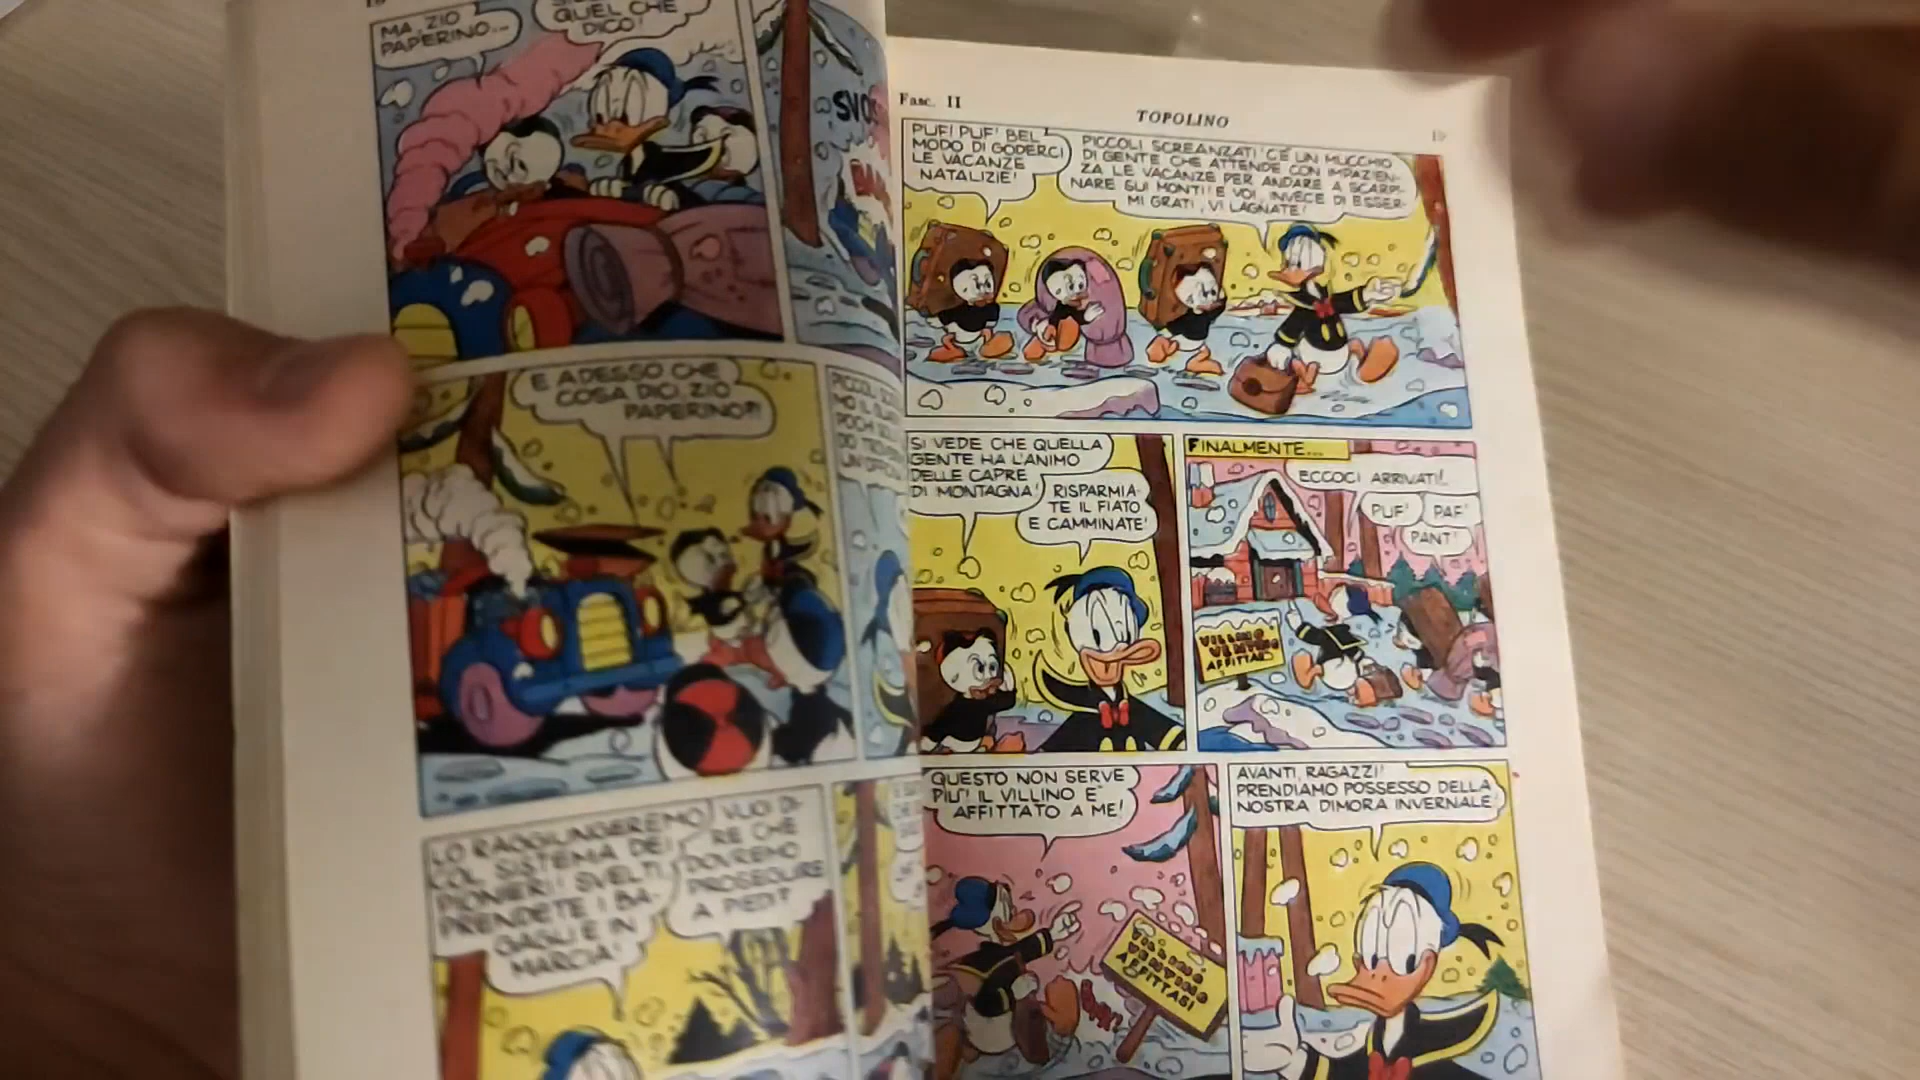 MA, ZIO
PAPERINO...
QUEL CHE
DICO!
E ADESSO CHE
COSA DICI, ZIO
PAPERINO?!
LO RAGGIUNGEREMO
COL SISTEMA DEI
PIONIERI! SVELTI,
PRENDETE I BA-
GAGLI E IN
MARCIA!
VUOI DI-
RE CHE
DOVREMO
PROSEGUIRE
A PIEDI?
Fasc. II
TOPOLINO
PUF! PUF! BEL
MODO DI GODERCI
LE VACANZE
NATALIZIE!
PICCOLI SCREANZATI! C'È UN MUCCHIO
DI GENTE CHE ATTENDE CON IMPAZIEN-
ZA LE VACANZE PER ANDARE A SCARPI-
NARE SUI MONTI! E VOI, INVECE DI ESSER-
MI GRATI, VI LAGNATE!
SI VEDE CHE QUELLA
GENTE HA L'ANIMO
DELLE CAPRE
DI MONTAGNA!
RISPARMIA-
TE IL FIATO
E CAMMINATE!
FINALMENTE...
ECCOCI ARRIVATI!
PUF!
PAF!
PANT!
VILLINO
VENTINO
AFFITTASI
QUESTO NON SERVE
PIÙ! IL VILLINO È
AFFITTATO A ME!
VILLINO
VENTINO
AFFITTASI
AVANTI, RAGAZZI!
PRENDIAMO POSSESSO DELLA
NOSTRA DIMORA INVERNALE!